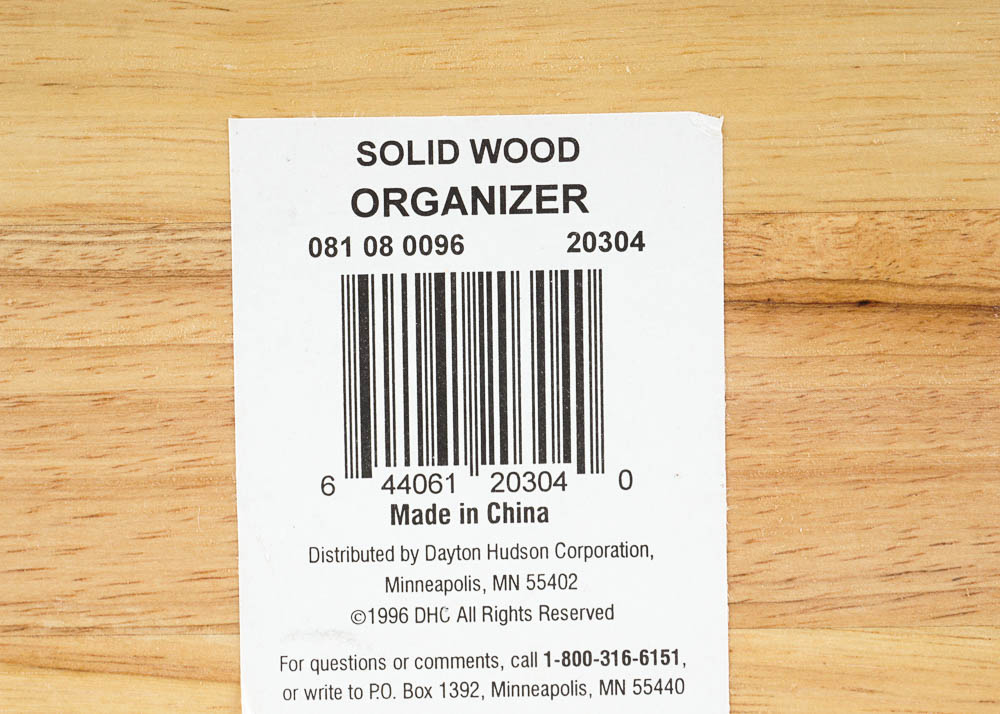 SOLID WOOD
ORGANIZER
081 08 0096 20304
6 44061 20304 0
Made in China
Distributed by Dayton Hudson Corporation,
Minneapolis, MN 55402
©1996 DHC All Rights Reserved
For questions or comments, call 1-800-316-6151,
or write to P.O. Box 1392, Minneapolis, MN 55440